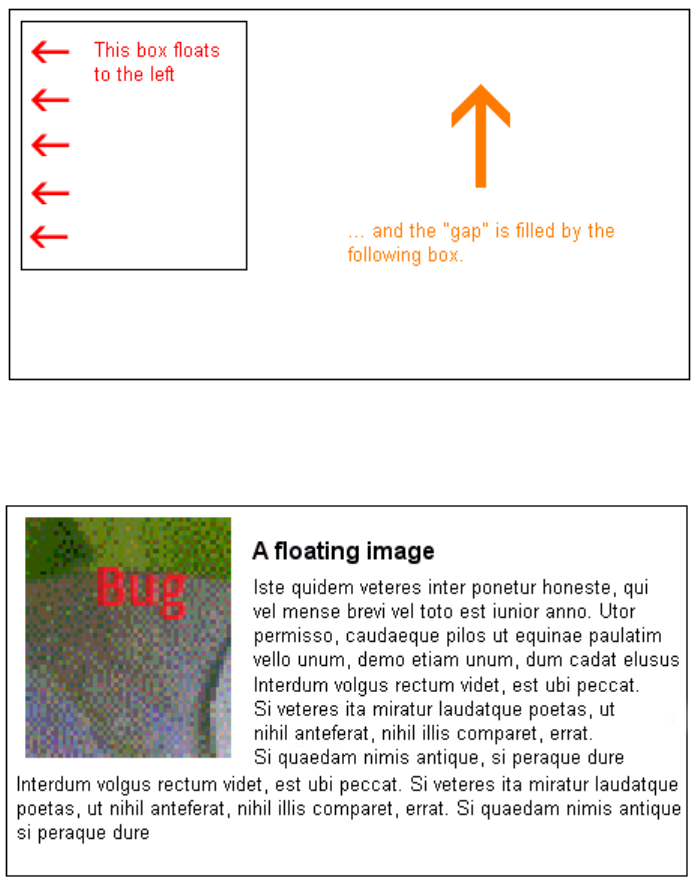 This box floats
to the left
... and the "gap" is filled by the
following box.
Bug
A floating image
Iste quidem veteres inter ponetur honeste, qui
vel mense brevi vel toto est iunior anno. Utor
permisso, caudaeque pilos ut equinae paulatim
vello unum, demo etiam unum, dum cadat elusus
Interdum volgus rectum videt, est ubi peccat.
Si veteres ita miratur laudatque poetas, ut
nihil anteferat, nihil illis comparet, errat.
Si quaedam nimis antique, si peraque dure
Interdum volgus rectum videt, est ubi peccat. Si veteres ita miratur laudatque
poetas, ut nihil anteferat, nihil illis comparet, errat. Si quaedam nimis antique
si peraque dure